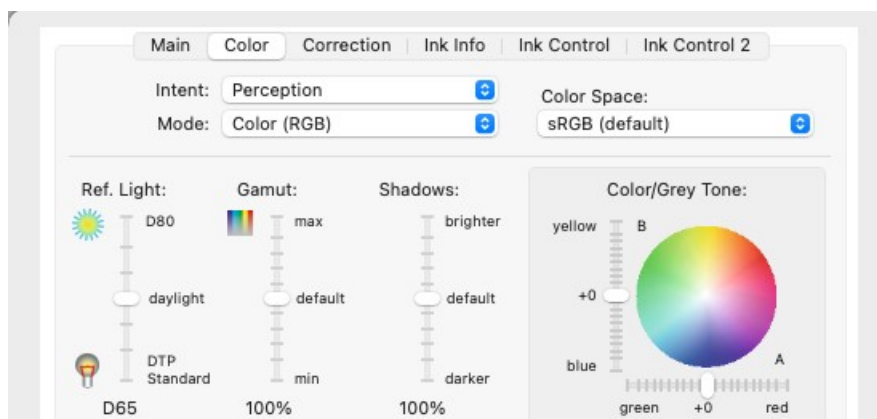 Main Color Correction Ink Info Ink Control Ink Control 2
Intent: Perception
Color Space:
Mode: Color (RGB)
sRGB (default)
Ref. Light:
D80
daylight
DTP
Standard
D65
Gamut:
max
default
min
100%
Shadows:
brighter
default
darker
100%
Color/Grey Tone:
yellow
B
+0
blue
A
green +0 red